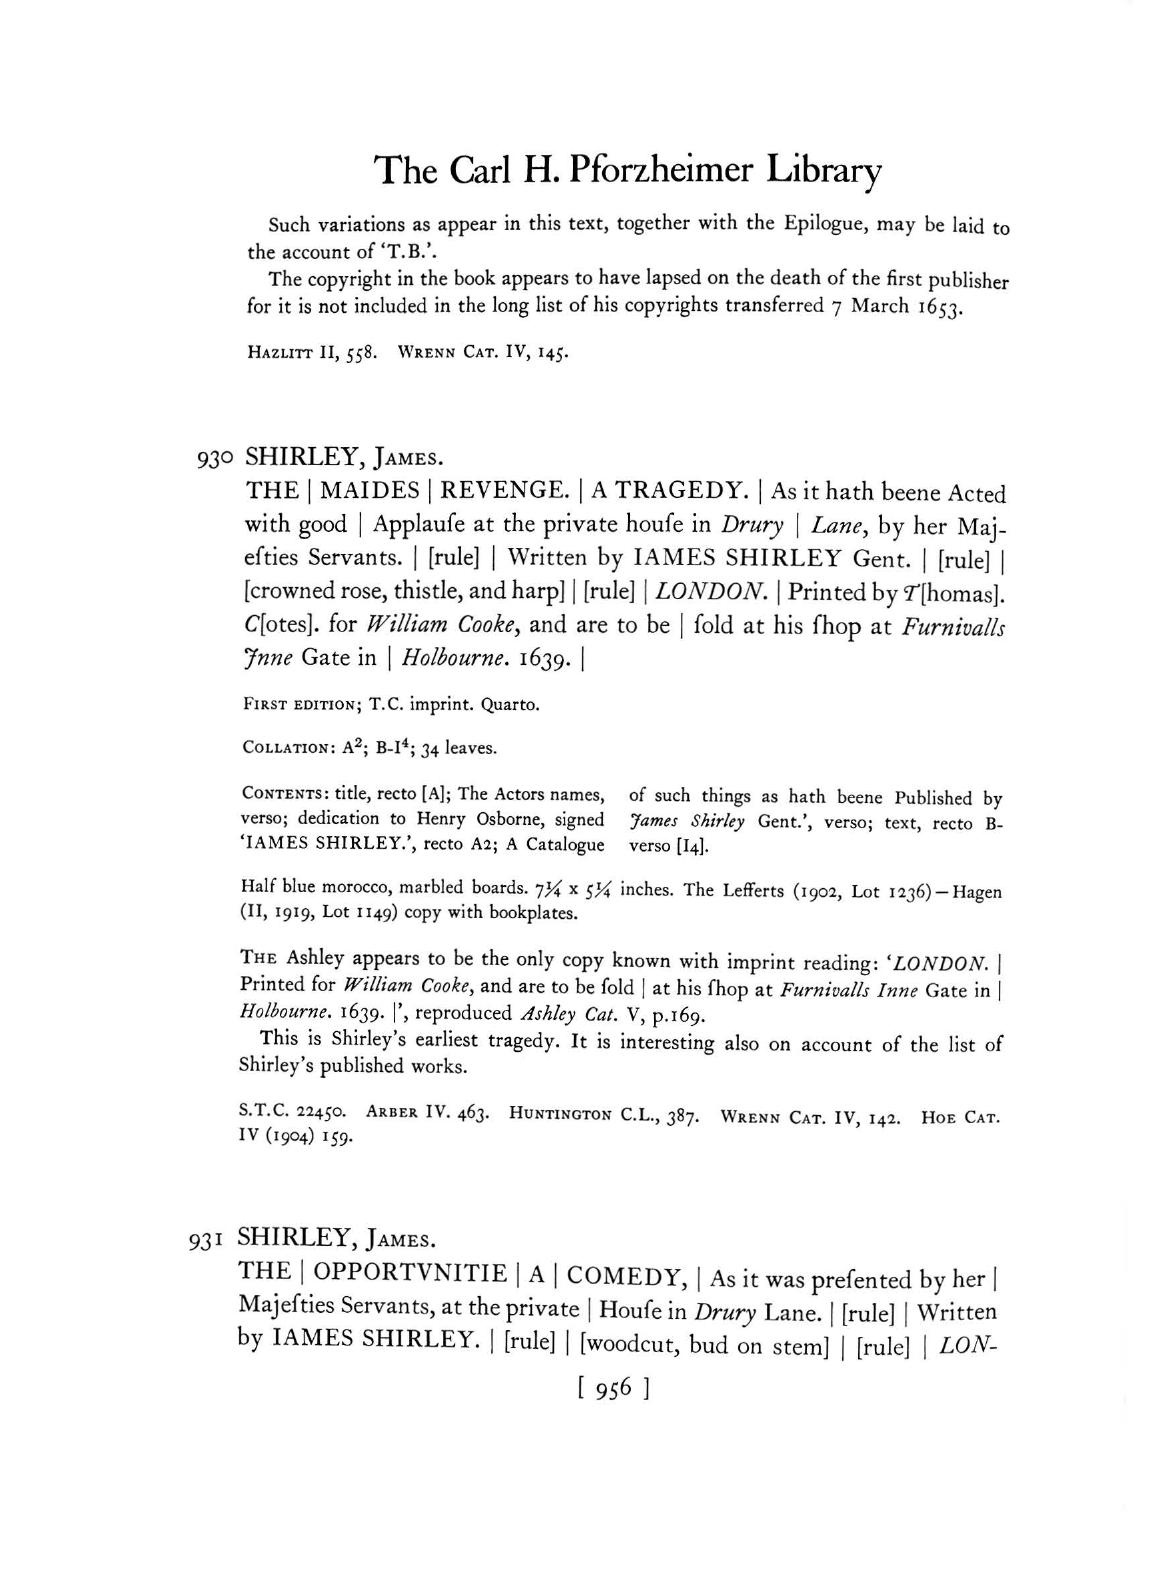 The Carl H. Pforzheimer Library
Such variations as appear in this text, together with the Epilogue, may be laid to
the account of ‘T.B.’.
The copyright in the book appears to have lapsed on the death of the first publisher
for it is not included in the long list of his copyrights transferred 7 March 1653.
HAZLITT II, 558. WRENN CAT. IV, 145.
930 SHIRLEY, JAMES.
THE | MAIDES | REVENGE. | A TRAGEDY. | As it hath beene Acted
with good | Applauſe at the private houſe in Drury | Lane, by her Maj-
eſties Servants. | [rule] | Written by IAMES SHIRLEY Gent. | [rule] |
[crowned rose, thistle, and harp] | [rule] | LONDON. | Printed by T[homas].
C[otes]. for William Cooke, and are to be | ſold at his ſhop at Furnivalls
Jnne Gate in | Holbourne. 1639. |
FIRST EDITION; T.C. imprint. Quarto.
COLLATION: A²; B-I⁴; 34 leaves.
CONTENTS: title, recto [A]; The Actors names,
verso; dedication to Henry Osborne, signed
‘IAMES SHIRLEY.’, recto A2; A Catalogue
of such things as hath beene Published by
James Shirley Gent.’, verso; text, recto B-
verso [I4].
Half blue morocco, marbled boards. 7¼ x 5¼ inches. The Lefferts (1902, Lot 1236)—Hagen
(II, 1919, Lot 1149) copy with bookplates.
THE Ashley appears to be the only copy known with imprint reading: ‘LONDON. |
Printed for William Cooke, and are to be ſold | at his ſhop at Furnivalls Inne Gate in |
Holbourne. 1639. |’, reproduced Ashley Cat. V, p.169.
This is Shirley’s earliest tragedy. It is interesting also on account of the list of
Shirley’s published works.
S.T.C. 22450. ARBER IV. 463. HUNTINGTON C.L., 387. WRENN CAT. IV, 142. HOE CAT.
IV (1904) 159.
931 SHIRLEY, JAMES.
THE | OPPORTVNITIE | A | COMEDY, | As it was preſented by her |
Majeſties Servants, at the private | Houſe in Drury Lane. | [rule] | Written
by IAMES SHIRLEY. | [rule] | [woodcut, bud on stem] | [rule] | LON-
[ 956 ]